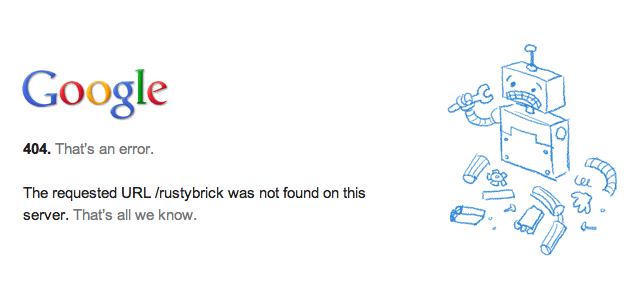 Google
404. That's an error.
The requested URL /rustybrick was not found on this
server. That's all we know.